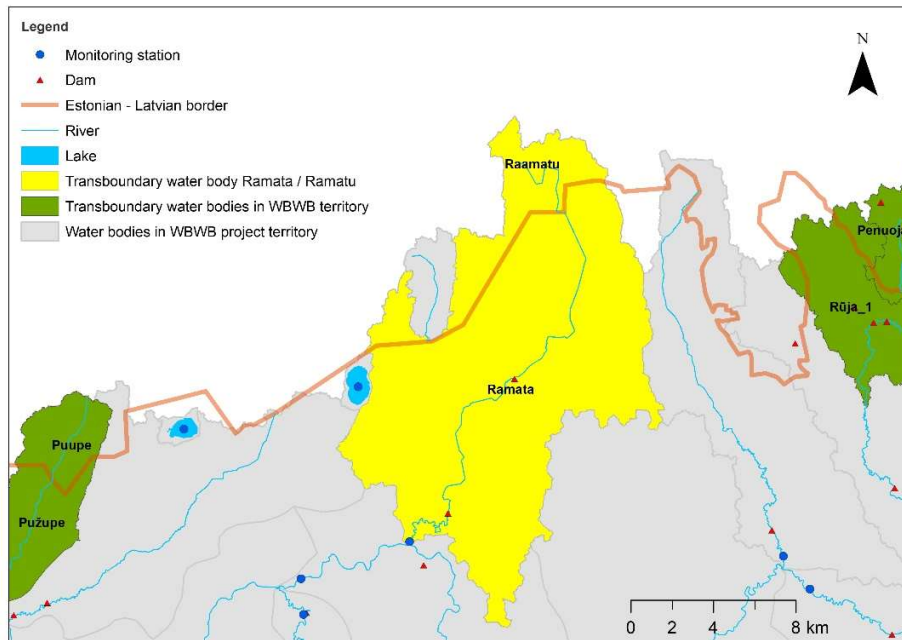 Legend
Monitoring station
Dam
Estonian - Latvian border
River
Lake
Transboundary water body Ramata / Ramatu
Transboundary water bodies in WBWB territory
Water bodies in WBWB project territory
N
Raamatu
Penuoja
Rūja_1
Ramata
Puupe
Pužupe
0 2 4 8 km